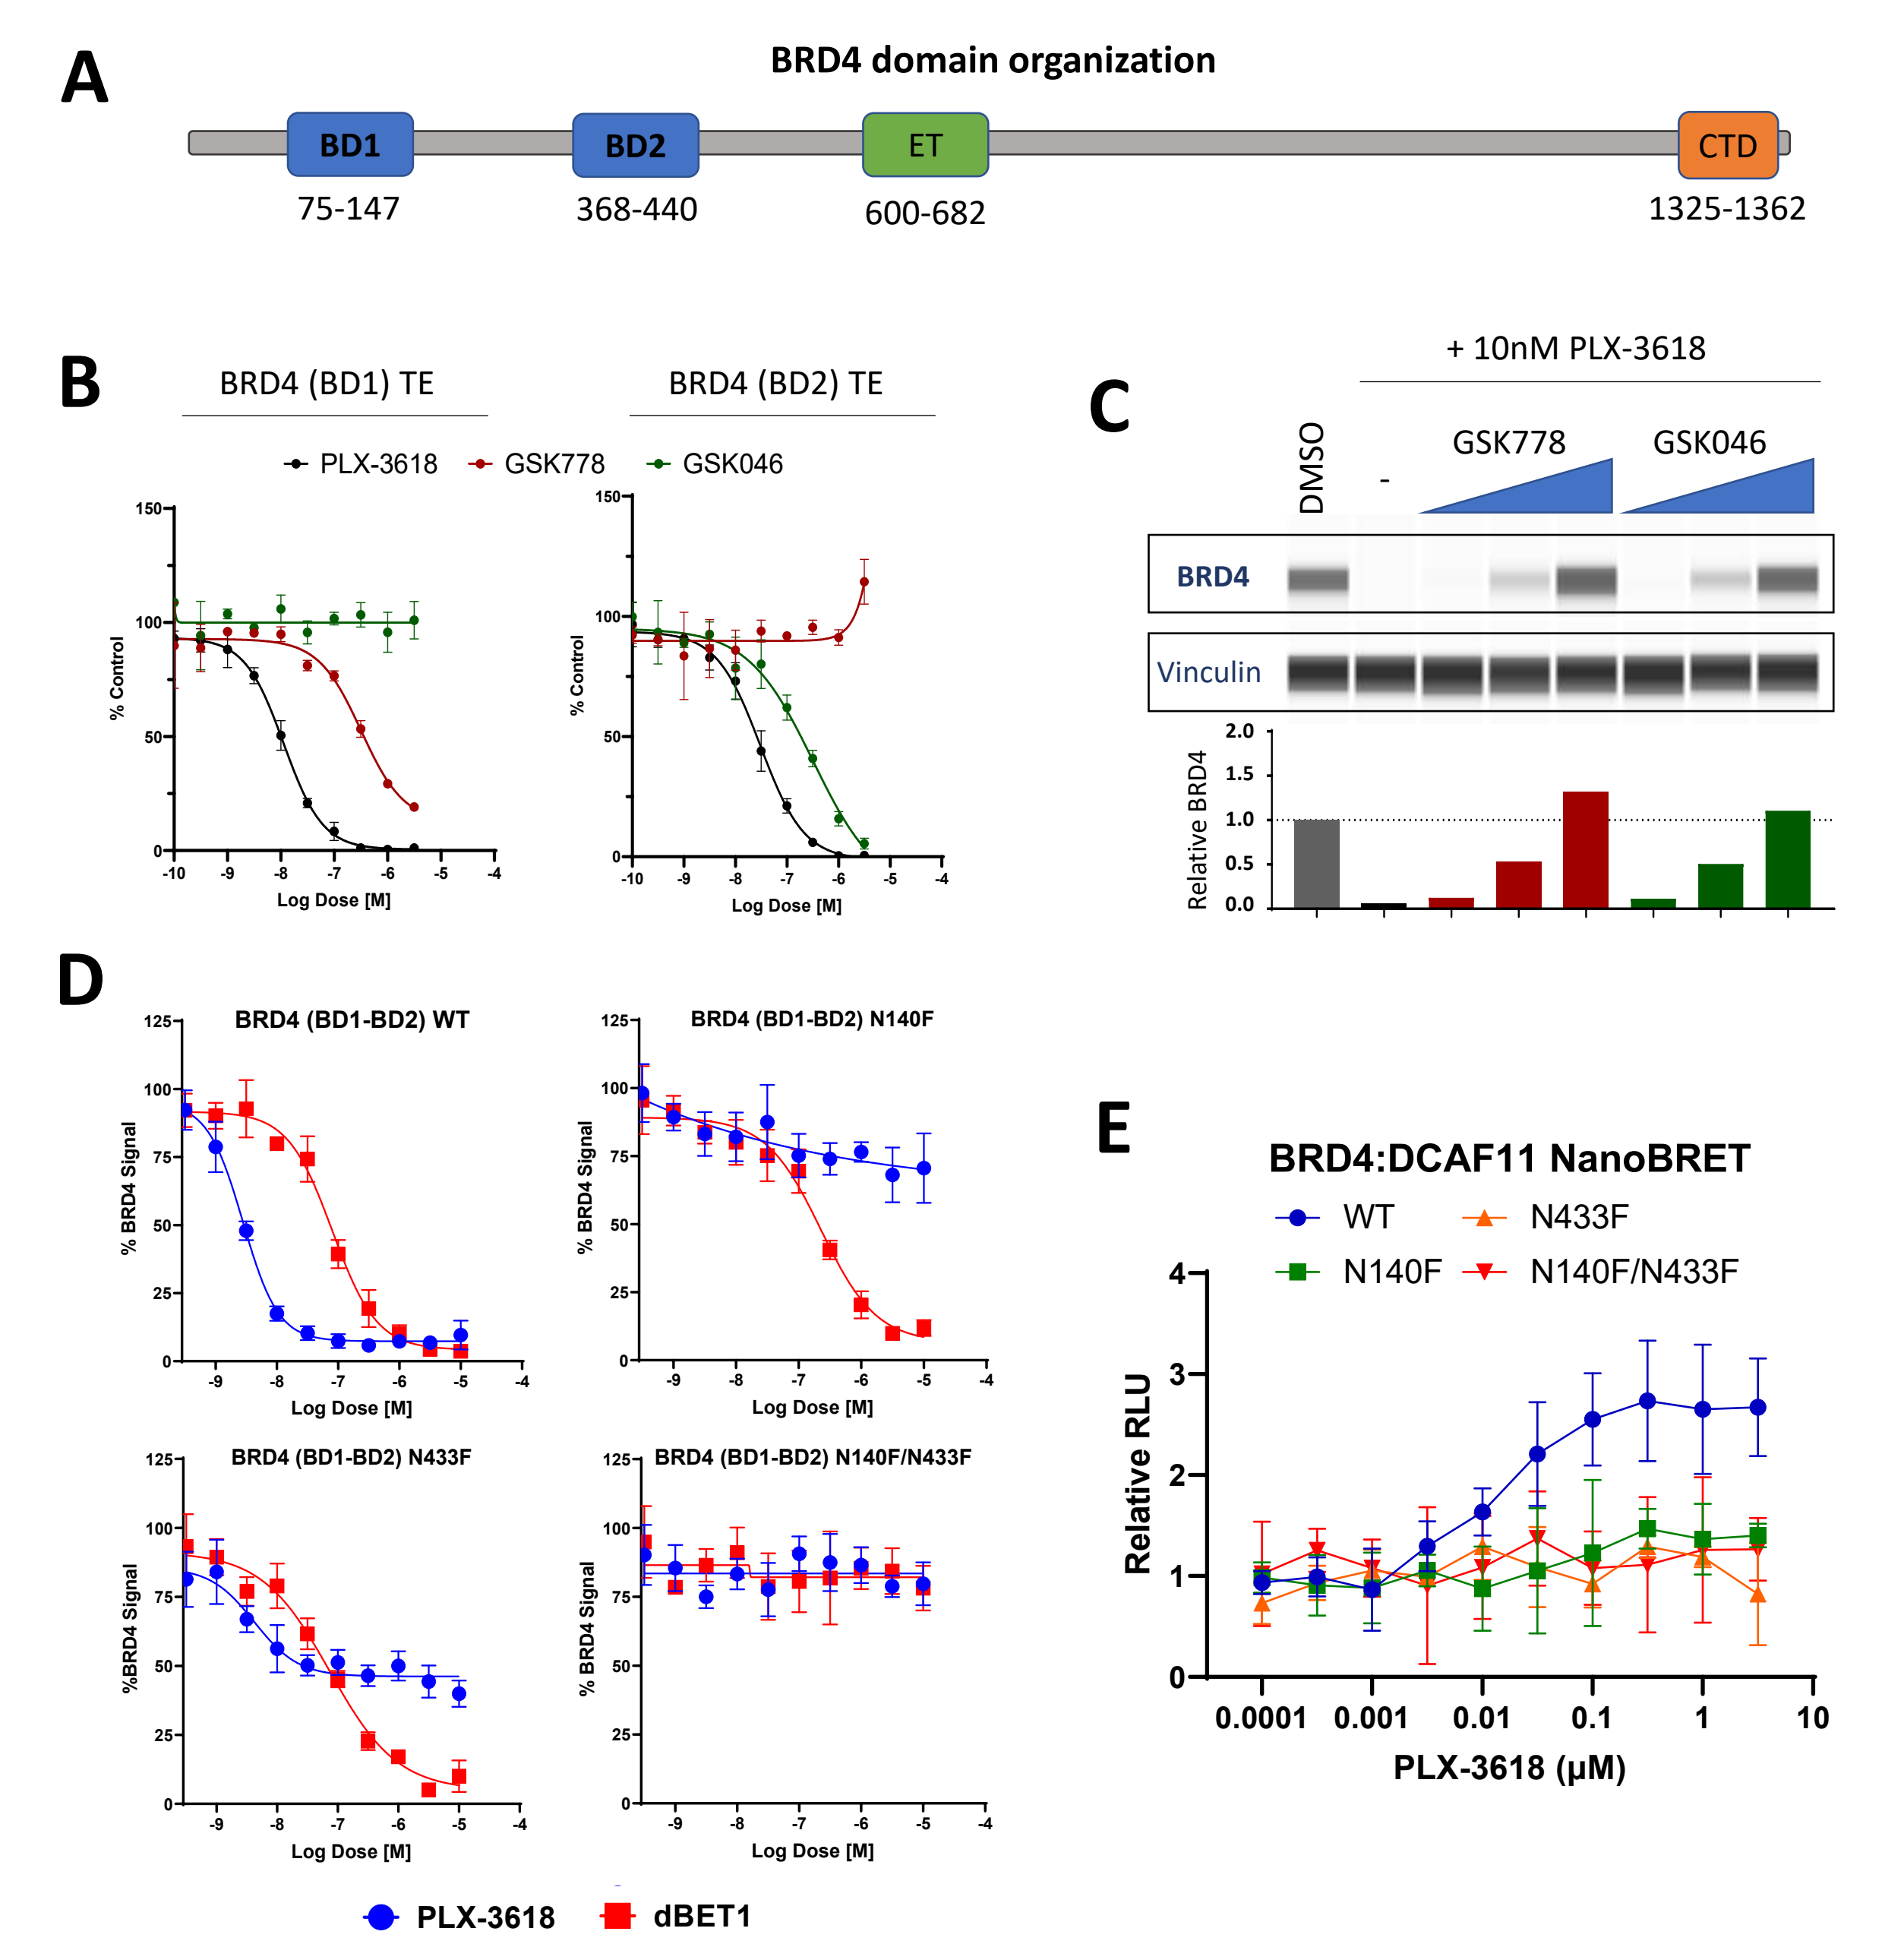 A
BRD4 domain organization
BD1
BD2
ET
CTD
75-147
368-440
600-682
1325-1362
B
BRD4 (BD1) TE
BRD4 (BD2) TE
PLX-3618
GSK778
GSK046
150
100
50
0
% Control
-10 -9 -8 -7 -6 -5 -4
Log Dose [M]
150
100
50
0
% Control
-10 -9 -8 -7 -6 -5 -4
Log Dose [M]
C
+ 10nM PLX-3618
DMSO
-
GSK778
GSK046
BRD4
Vinculin
2.0
1.5
1.0
0.5
0.0
Relative BRD4
D
BRD4 (BD1-BD2) WT
125
100
75
50
25
0
% BRD4 Signal
-9 -8 -7 -6 -5 -4
Log Dose [M]
BRD4 (BD1-BD2) N140F
125
100
75
50
25
0
% BRD4 Signal
-9 -8 -7 -6 -5 -4
Log Dose [M]
BRD4 (BD1-BD2) N433F
125
100
75
50
25
0
%BRD4 Signal
-9 -8 -7 -6 -5 -4
Log Dose [M]
BRD4 (BD1-BD2) N140F/N433F
125
100
75
50
25
0
% BRD4 Signal
-9 -8 -7 -6 -5 -4
Log Dose [M]
PLX-3618
dBET1
E
BRD4:DCAF11 NanoBRET
WT
N433F
N140F
N140F/N433F
4
3
2
1
0
Relative RLU
0.0001 0.001 0.01 0.1 1 10
PLX-3618 (µM)